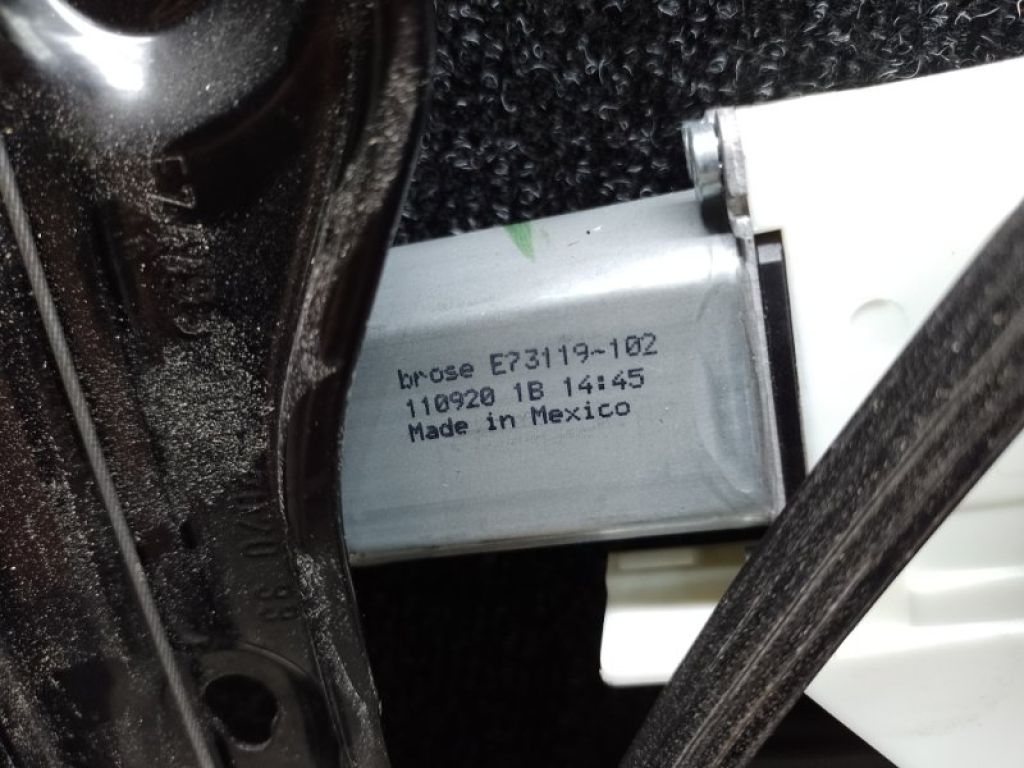 brose E73119-102
110920 1B 14:45
Made in Mexico